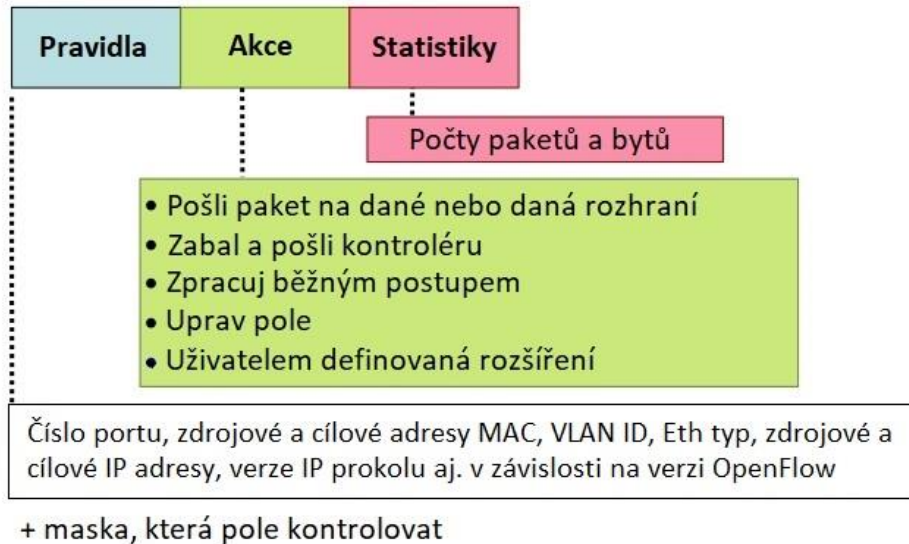 Pravidla Akce Statistiky
Počty paketů a bytů
• Pošli paket na dané nebo daná rozhraní
• Zabal a pošli kontroléru
• Zpracuj běžným postupem
• Uprav pole
• Uživatelem definovaná rozšíření
Číslo portu, zdrojové a cílové adresy MAC, VLAN ID, Eth typ, zdrojové a
cílové IP adresy, verze IP prokolu aj. v závislosti na verzi OpenFlow
+ maska, která pole kontrolovat